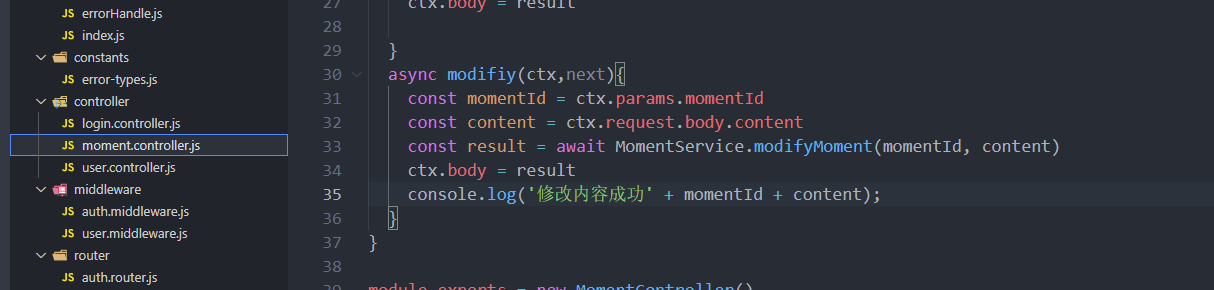 JS errorHandle.js
JS index.js
constants
JS error-types.js
controller
JS login.controller.js
JS moment.controller.js
JS user.controller.js
middleware
JS auth.middleware.js
JS user.middleware.js
router
JS auth.router.js
27 ctx.body = result
28
29 }
30 async modifiy(ctx,next){
31 const momentId = ctx.params.momentId
32 const content = ctx.request.body.content
33 const result = await MomentService.modifyMoment(momentId, content)
34 ctx.body = result
35 console.log('修改内容成功' + momentId + content);
36 }
37 }
38
39 module.exports = new MomentController()